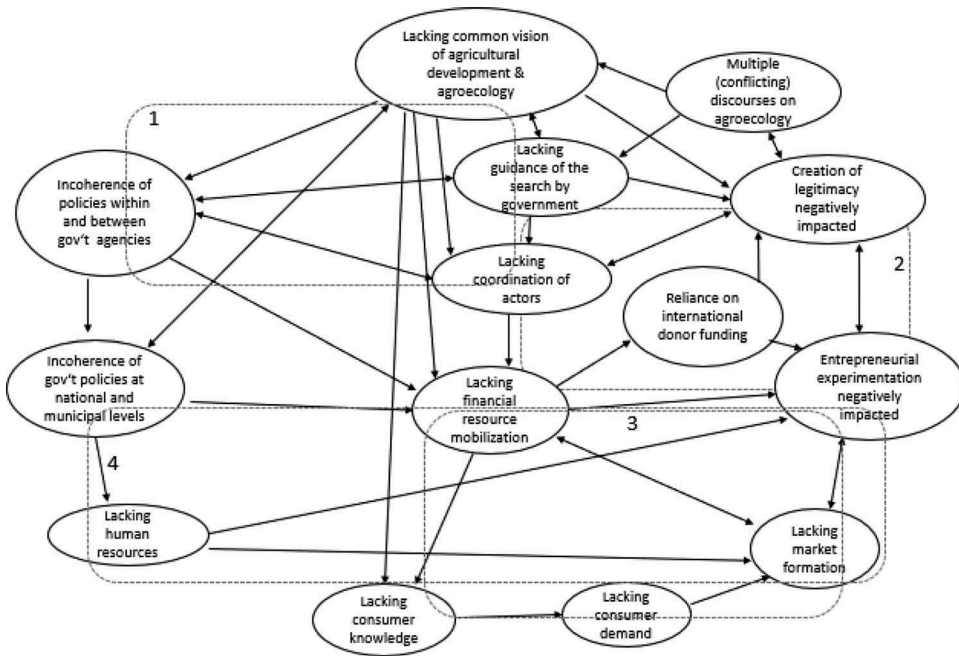 Lacking common vision
of agricultural
development &
agroecology
Multiple
(conflicting)
discourses on
agroecology
1
Lacking
guidance of the
search by
government
Incoherence of
policies within
and between
gov't agencies
Creation of
legitimacy
negatively
impacted
2
Lacking
coordination of
actors
Reliance on
international
donor funding
Incoherence of
gov't policies at
national and
municipal levels
Lacking
financial
resource
mobilization
Entrepreneurial
experimentation
negatively
impacted
3
4
Lacking
human
resources
Lacking
market
formation
Lacking
consumer
knowledge
Lacking
consumer
demand